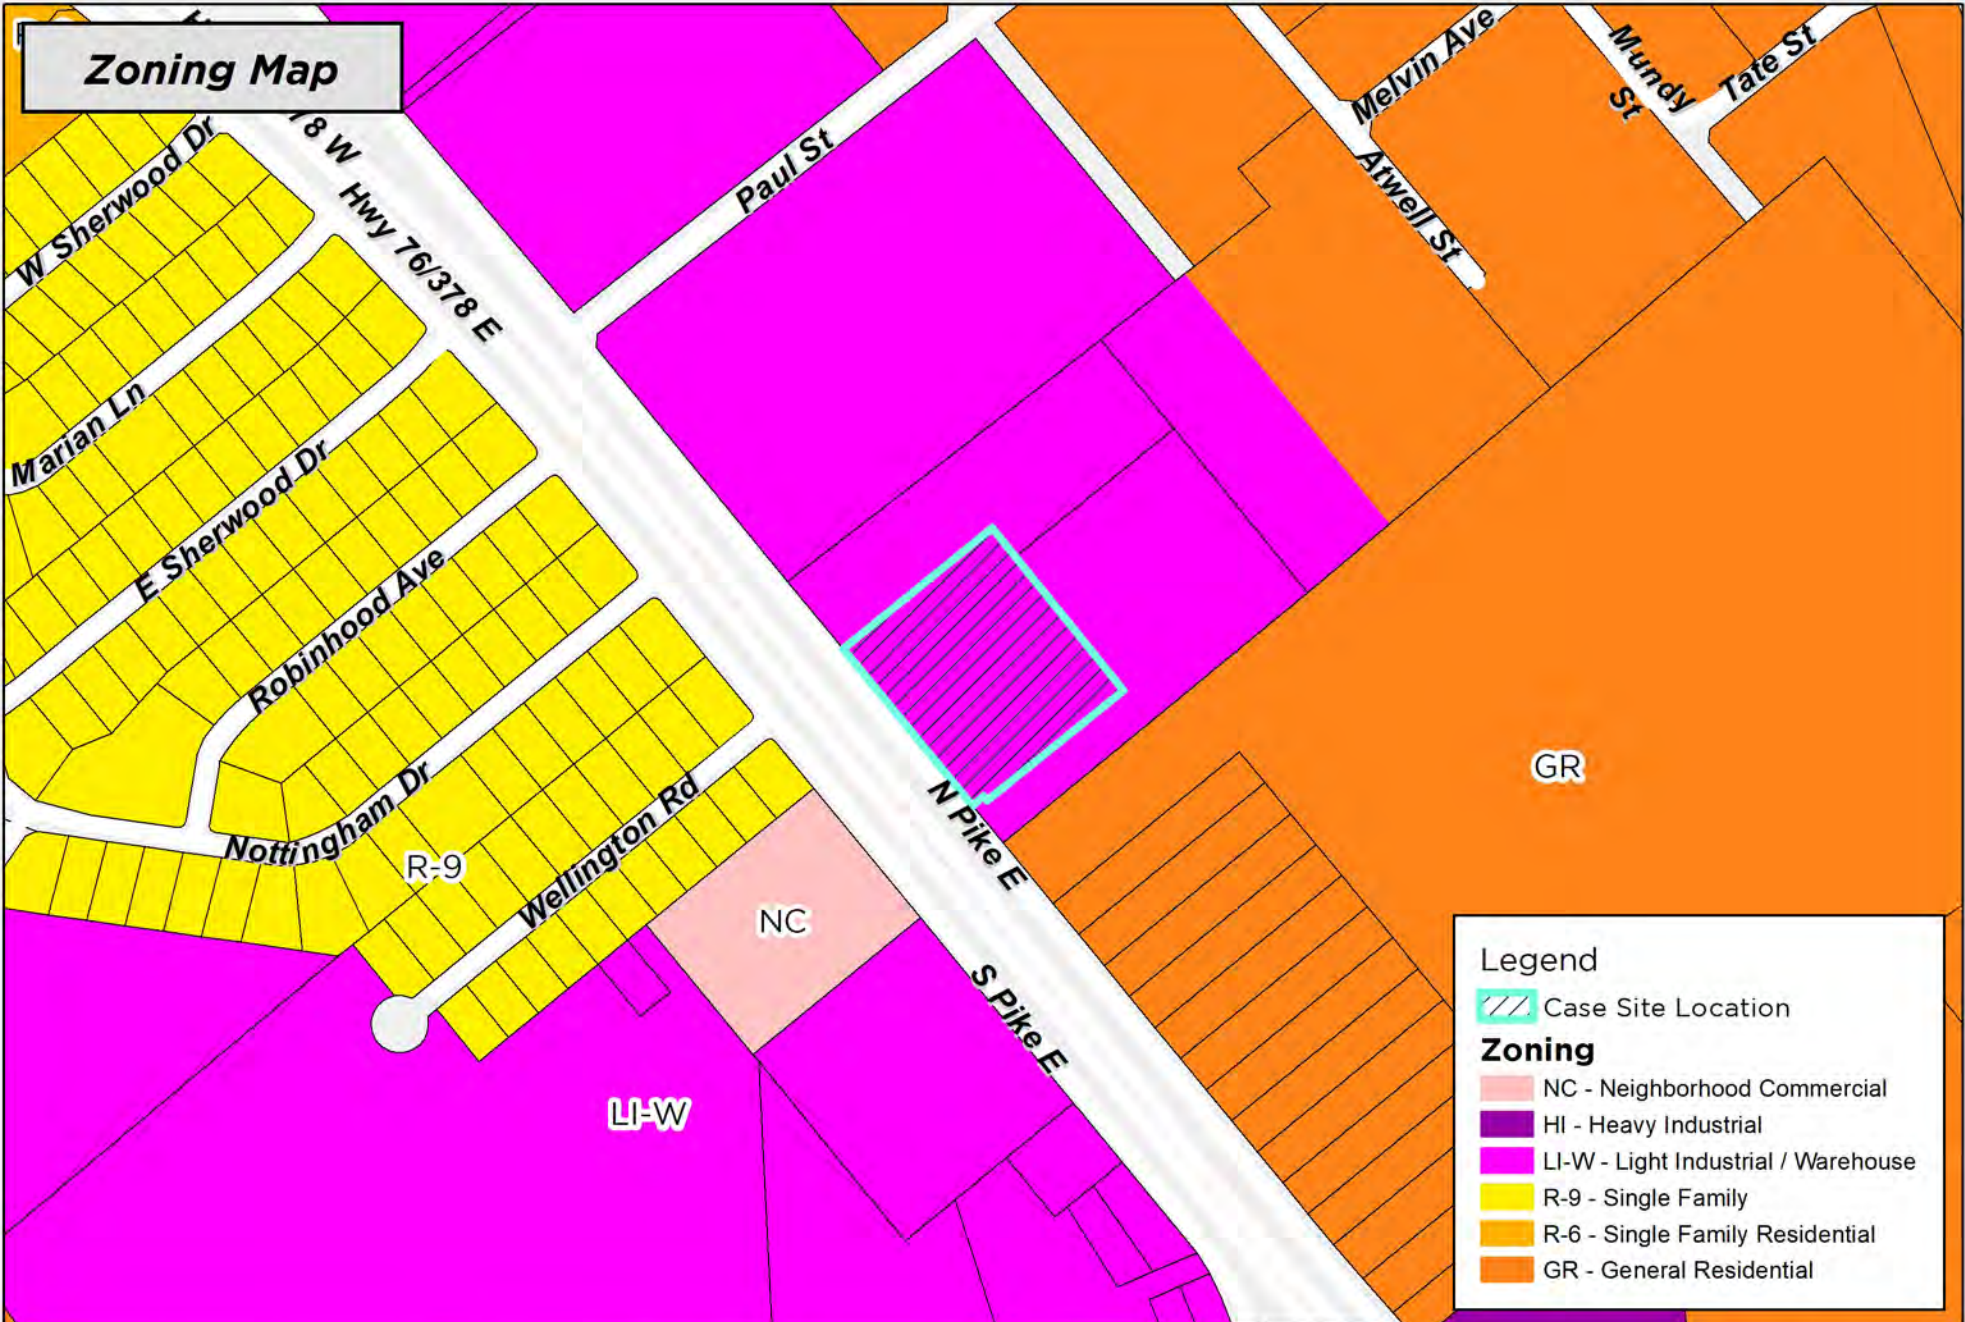 Zoning Map
W Sherwood Dr
78 W
Hwy 76/378 E
Paul St
Melvin Ave
Mundy
St
Tate St
Atwell St
Marian Ln
E Sherwood Dr
Robinhood Ave
Nottingham Dr
R-9
Wellington Rd
NC
N Pike E
S Pike E
GR
LI-W
Legend
Case Site Location
Zoning
NC - Neighborhood Commercial
HI - Heavy Industrial
LI-W - Light Industrial / Warehouse
R-9 - Single Family
R-6 - Single Family Residential
GR - General Residential